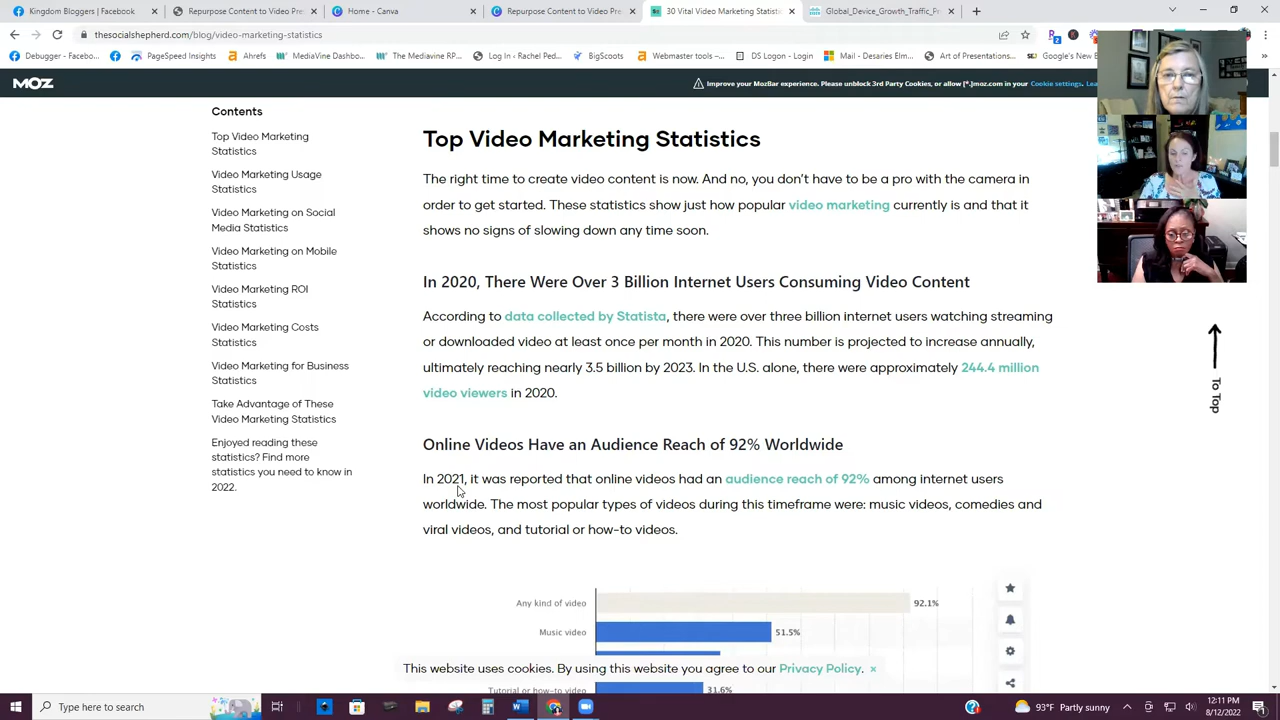 Kingdom Bloggers | Facebook
Repurpose Content to Video Pre
Home - Canva
Repurpose Content to Video Pre
30 Vital Video Marketing Statisti
Global_Device_Growth_Traffic_P
thesocialshepherd.com/blog/video-marketing-statistics
Debugger - Faceboo...
PageSpeed Insights
Ahrefs
MediaVine Dashbo...
The Mediavine RP...
Log In ‹ Rachel Ped...
BigScoots
Webmaster tools –...
DS Logon - Login
Mail - Desaries Elm...
Art of Presentations...
Google's New
MOZ
Improve your MozBar experience. Please unblock 3rd Party Cookies, or allow [*.]moz.com in your Cookie settings. Lea
Contents
Top Video Marketing
Statistics
Video Marketing Usage
Statistics
Video Marketing on Social
Media Statistics
Video Marketing on Mobile
Statistics
Video Marketing ROI
Statistics
Video Marketing Costs
Statistics
Video Marketing for Business
Statistics
Take Advantage of These
Video Marketing Statistics
Enjoyed reading these
statistics? Find more
statistics you need to know in
2022.
Top Video Marketing Statistics
The right time to create video content is now. And no, you don't have to be a pro with the camera in
order to get started. These statistics show just how popular video marketing currently is and that it
shows no signs of slowing down any time soon.
In 2020, There Were Over 3 Billion Internet Users Consuming Video Content
According to data collected by Statista, there were over three billion internet users watching streaming
or downloaded video at least once per month in 2020. This number is projected to increase annually,
ultimately reaching nearly 3.5 billion by 2023. In the U.S. alone, there were approximately 244.4 million
video viewers in 2020.
Online Videos Have an Audience Reach of 92% Worldwide
In 2021, it was reported that online videos had an audience reach of 92% among internet users
worldwide. The most popular types of videos during this timeframe were: music videos, comedies and
viral videos, and tutorial or how-to videos.
Any kind of video 92.1%
Music video 51.5%
Tutorial or how-to video 31.6%
To Top
This website uses cookies. By using this website you agree to our Privacy Policy. ×
Type here to search
93°F Partly sunny
12:11 PM
8/12/2022